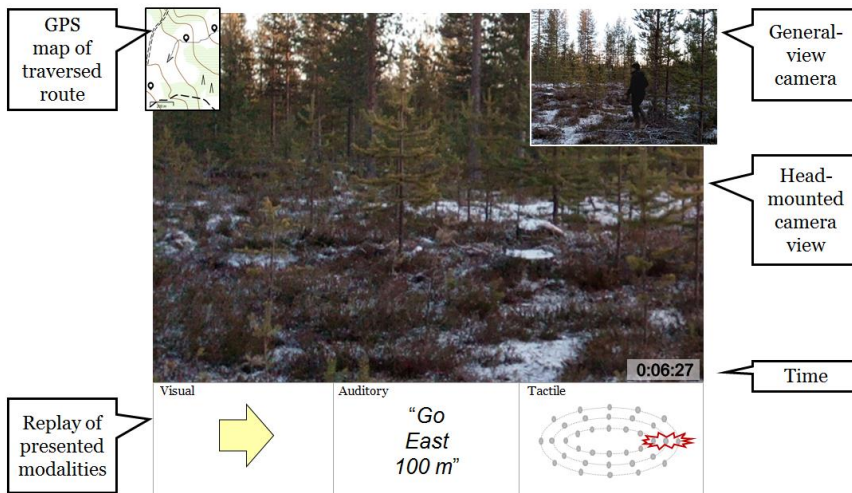 GPS
map of
traversed
route
General-
view
camera
Head-
mounted
camera
view
0:06:27
Time
Replay of
presented
modalities
Visual
Auditory
Tactile
“Go
East
100 m”